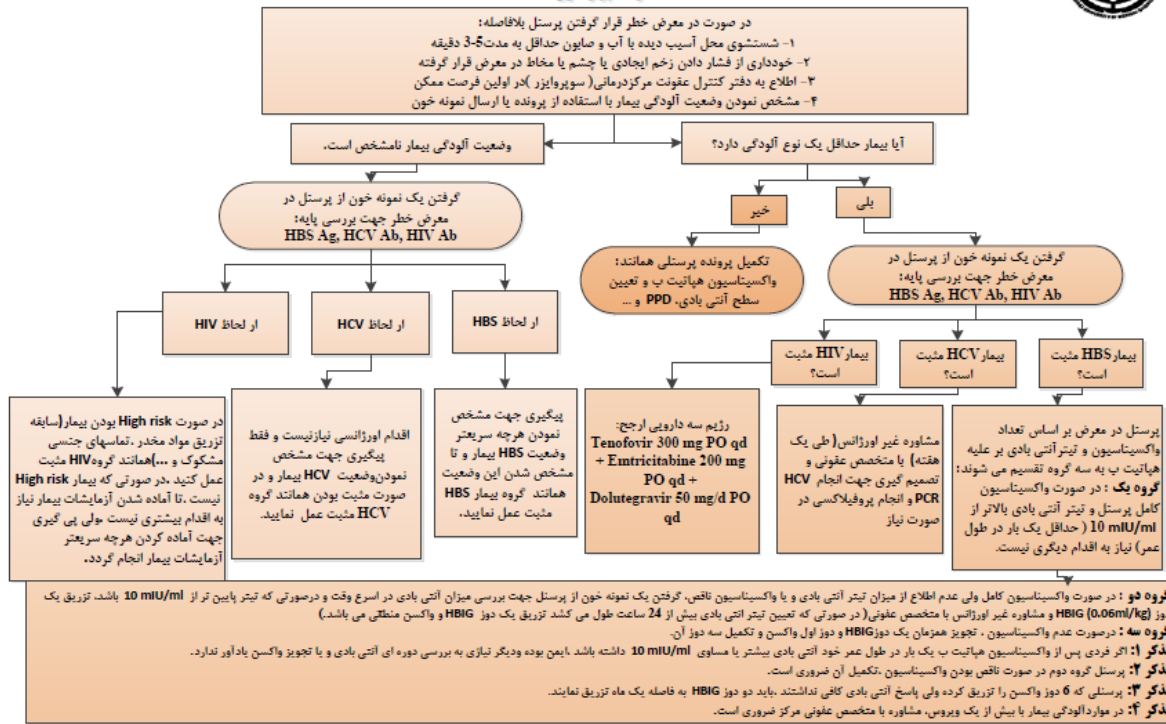 در صورت در معرض خطر قرار گرفتن پرسنل بلافاصله:
۱- شستشوی محل آسیب دیده با آب و صابون حداقل به مدت5-3 دقیقه
۲- خودداری از فشار دادن زخم ایجادی یا چشم یا مخاط در معرض قرار گرفته
۳- اطلاع به دفتر کنترل عفونت مرکزدرمانی( سوپروایزر )در اولین فرصت ممکن
۴- مشخص نمودن وضعیت آلودگی بیمار با استفاده از پرونده یا ارسال نمونه خون
آیا بیمار حداقل یک نوع آلودگی دارد؟
وضعیت آلودگی بیمار نامشخص است.
بلی
خیر
گرفتن یک نمونه خون از پرسنل در
معرض خطر جهت بررسی پایه:
HBS Ag, HCV Ab, HIV Ab
تکمیل پرونده پرسنلی همانند:
واکسیناسیون هپاتیت ب و تعیین
سطح آنتی بادی، PPD و ...
گرفتن یک نمونه خون از پرسنل در
معرض خطر جهت بررسی پایه:
HBS Ag, HCV Ab, HIV Ab
بیمار HBS مثبت
است؟
بیمار HCV مثبت
است؟
بیمار HIV مثبت
است؟
از لحاظ HBS
از لحاظ HCV
از لحاظ HIV
پرسنل در معرض بر اساس تعداد
واکسیناسیون و تیتر آنتی بادی بر علیه
هپاتیت ب به سه گروه تقسیم می شوند:
گروه یک : در صورت واکسیناسیون
کامل پرسنل و تیتر آنتی بادی بالاتر از
10 mIU/ml ( حداقل یک بار در طول
عمر) نیاز به اقدام دیگری نیست.
مشاوره غیر اورژانس( طی یک
هفته) با متخصص عفونی و
تصمیم گیری جهت انجام HCV
PCR و انجام پروفیلاکسی در
صورت نیاز
رژیم سه دارویی ارجح:
Tenofovir 300 mg PO qd
+ Emtricitabine 200 mg
PO qd +
Dolutegravir 50 mg/d PO
qd
پیگیری جهت مشخص
نمودن هرچه سریعتر
وضعیت HBS بیمار و تا
مشخص شدن این وضعیت
همانند گروه بیمار HBS
مثبت عمل نمایید.
اقدام اورژانسی نیازنیست و فقط
پیگیری جهت مشخص
نمودن‌وضعیت HCV بیمار و در
صورت مثبت بودن همانند گروه
HCV مثبت عمل نمایید.
در صورت High risk بودن بیمار(سابقه
تزریق مواد مخدر ،تماسهای جنسی
مشکوک و ...)همانند گروهHIV مثبت
عمل کنید .در صورتی که بیمار High risk
نیست ،تا آماده شدن آزمایشات بیمار نیاز
به اقدام بیشتری نیست ،ولی پی گیری
جهت آماده کردن هرچه سریعتر
آزمایشات بیمار انجام گردد.
گروه دو : در صورت واکسیناسیون کامل ولی عدم اطلاع از میزان تیتر آنتی بادی و یا واکسیناسیون ناقص، گرفتن یک نمونه خون از پرسنل جهت بررسی میزان آنتی بادی در اسرع وقت و درصورتی که تیتر پایین تر از 10 mIU/ml باشد، تزریق یک
دوز HBIG (0.06ml/kg) و مشاوره غیر اورژانس با متخصص عفونی( در صورتی که تعیین تیتر انتی بادی بیش از 24 ساعت طول می کشد تزریق یک دوز HBIG و واکسن منطقی می باشد.)
گروه سه : درصورت عدم واکسیناسیون ، تجویز همزمان یک دوزHBIG و دوز اول واکسن و تکمیل سه دوز آن.
تذکر ۱: اگر فردی پس از واکسیناسیون هپاتیت ب یک بار در طول عمر خود آنتی بادی بیشتر یا مساوی 10 mIU/ml داشته باشد ،ایمن بوده ودیگر نیازی به بررسی دوره ای آنتی بادی و یا تجویز واکسن یادآور ندارد.
تذکر ۲: پرسنل گروه دوم در صورت ناقص بودن واکسیناسیون ،تکمیل آن ضروری است.
تذکر ۳: پرسنلی که 6 دوز واکسن را تزریق کرده ولی پاسخ آنتی بادی کافی نداشتند ،باید دو دوز HBIG به فاصله یک ماه تزریق نمایند.
تذکر ۴: در مواردآلودگی بیمار با بیش از یک ویروس، مشاوره با متخصص عفونی مرکز ضروری است.